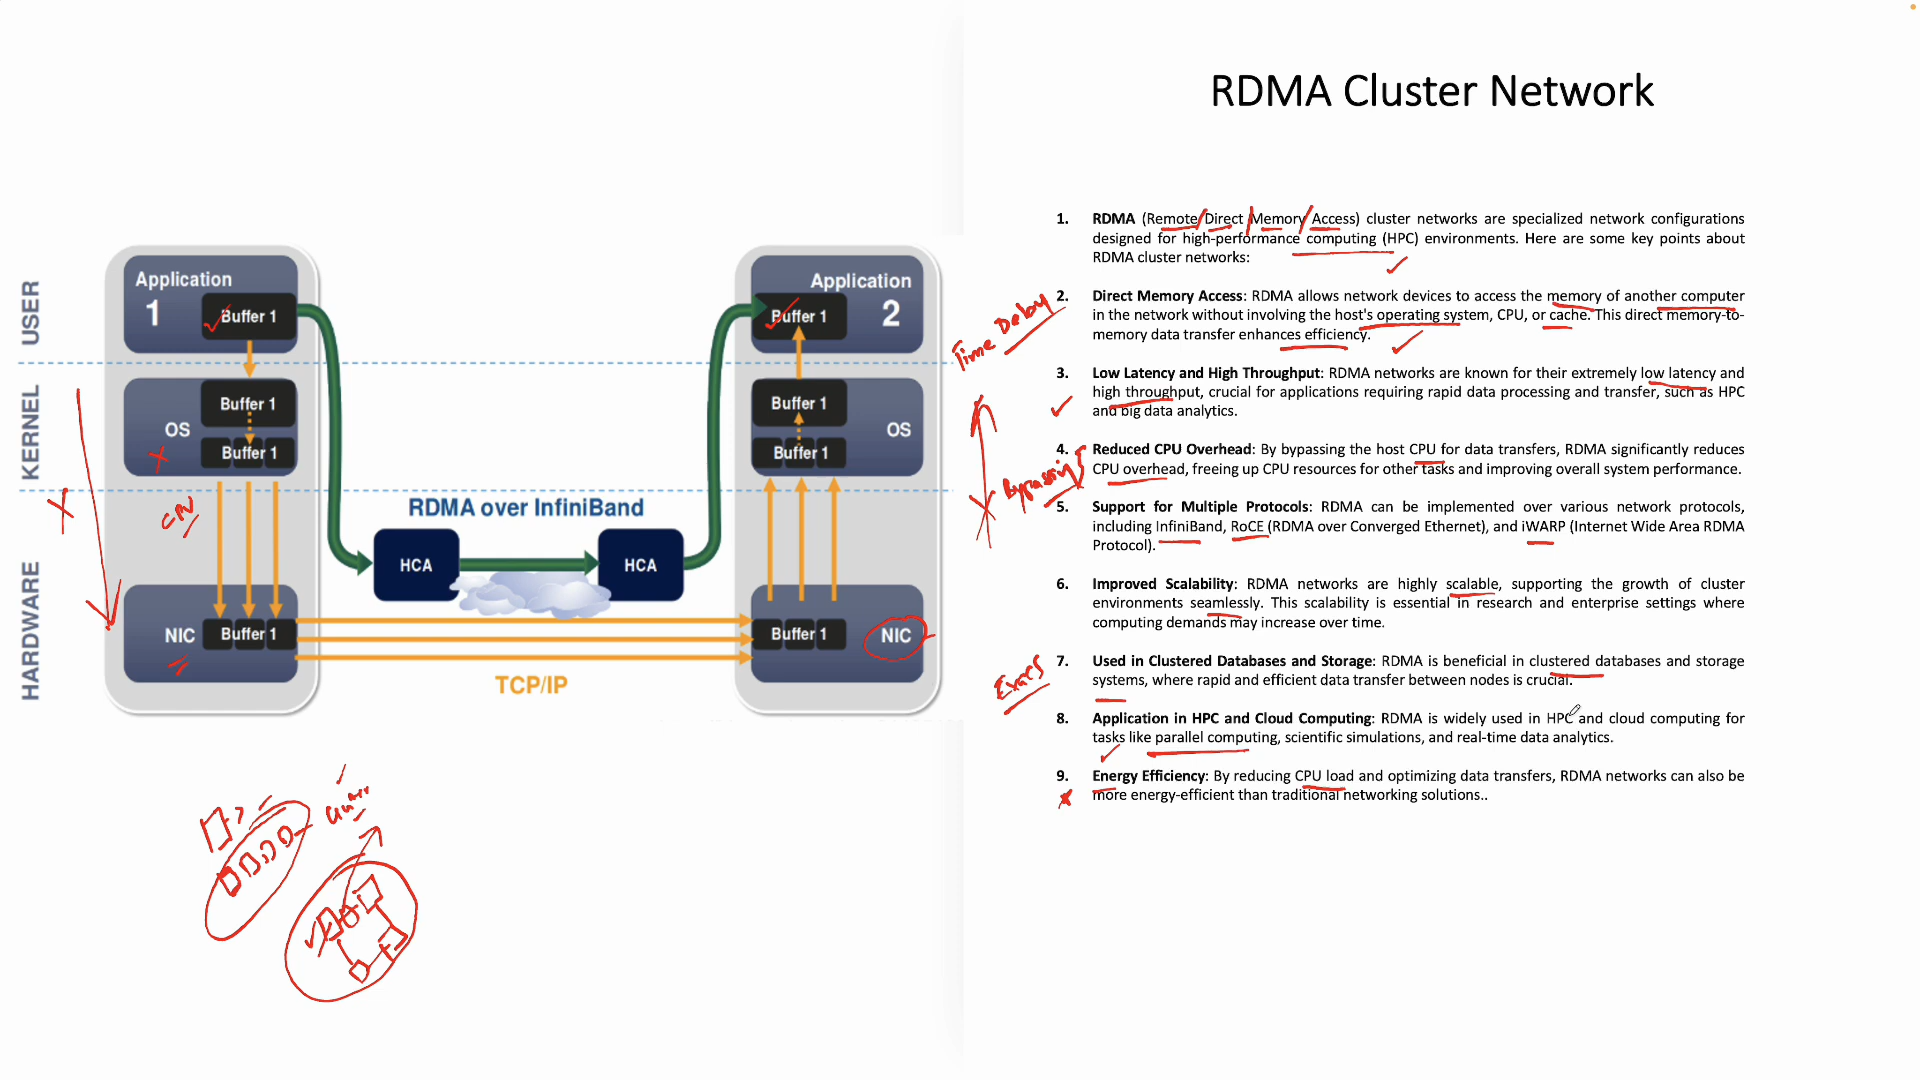 RDMA Cluster Network
USER
KERNEL
HARDWARE
Application
1
Buffer 1
Buffer 1
OS
Buffer 1
CPU
NIC
Buffer 1
RDMA over InfiniBand
HCA
HCA
TCP/IP
Application
Buffer 1
2
Buffer 1
OS
Buffer 1
Buffer 1
NIC
Time Delay
Bypassing
1. RDMA (Remote Direct Memory Access) cluster networks are specialized network configurations
designed for high-performance computing (HPC) environments. Here are some key points about
RDMA cluster networks:
2. Direct Memory Access: RDMA allows network devices to access the memory of another computer
in the network without involving the host's operating system, CPU, or cache. This direct memory-to-
memory data transfer enhances efficiency.
3. Low Latency and High Throughput: RDMA networks are known for their extremely low latency and
high throughput, crucial for applications requiring rapid data processing and transfer, such as HPC
and big data analytics.
4. Reduced CPU Overhead: By bypassing the host CPU for data transfers, RDMA significantly reduces
CPU overhead, freeing up CPU resources for other tasks and improving overall system performance.
5. Support for Multiple Protocols: RDMA can be implemented over various network protocols,
including InfiniBand, RoCE (RDMA over Converged Ethernet), and iWARP (Internet Wide Area RDMA
Protocol).
6. Improved Scalability: RDMA networks are highly scalable, supporting the growth of cluster
environments seamlessly. This scalability is essential in research and enterprise settings where
computing demands may increase over time.
7. Used in Clustered Databases and Storage: RDMA is beneficial in clustered databases and storage
systems, where rapid and efficient data transfer between nodes is crucial.
8. Application in HPC and Cloud Computing: RDMA is widely used in HPC and cloud computing for
tasks like parallel computing, scientific simulations, and real-time data analytics.
9. Energy Efficiency: By reducing CPU load and optimizing data transfers, RDMA networks can also be
more energy-efficient than traditional networking solutions..